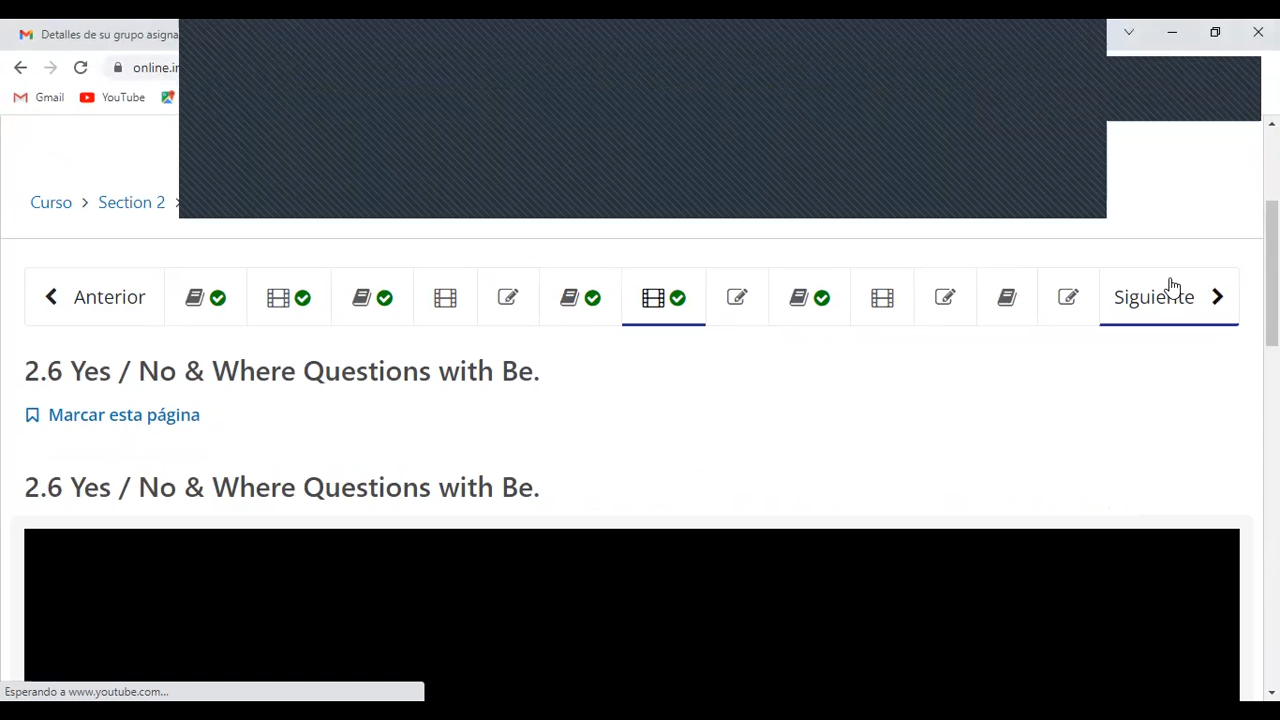 Detalles de su grupo asigna
online.in
Gmail YouTube
Curso > Section 2 >
Anterior Siguiente
2.6 Yes / No & Where Questions with Be.
Marcar esta página
2.6 Yes / No & Where Questions with Be.
Esperando a www.youtube.com...